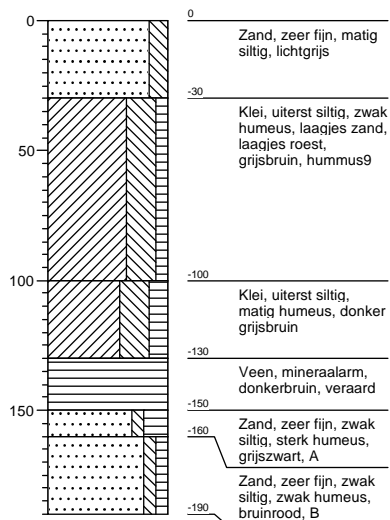 0
0
Zand, zeer fijn, matig
siltig, lichtgrijs
-30
Klei, uiterst siltig, zwak
humeus, laagjes zand,
laagjes roest,
grijsbruin, hummus9
50
100
-100
Klei, uiterst siltig,
matig humeus, donker
grijsbruin
-130
Veen, mineraalarm,
donkerbruin, veraard
150
-150
Zand, zeer fijn, zwak
siltig, sterk humeus,
grijszwart, A
-160
Zand, zeer fijn, zwak
siltig, zwak humeus,
bruinrood, B
-190